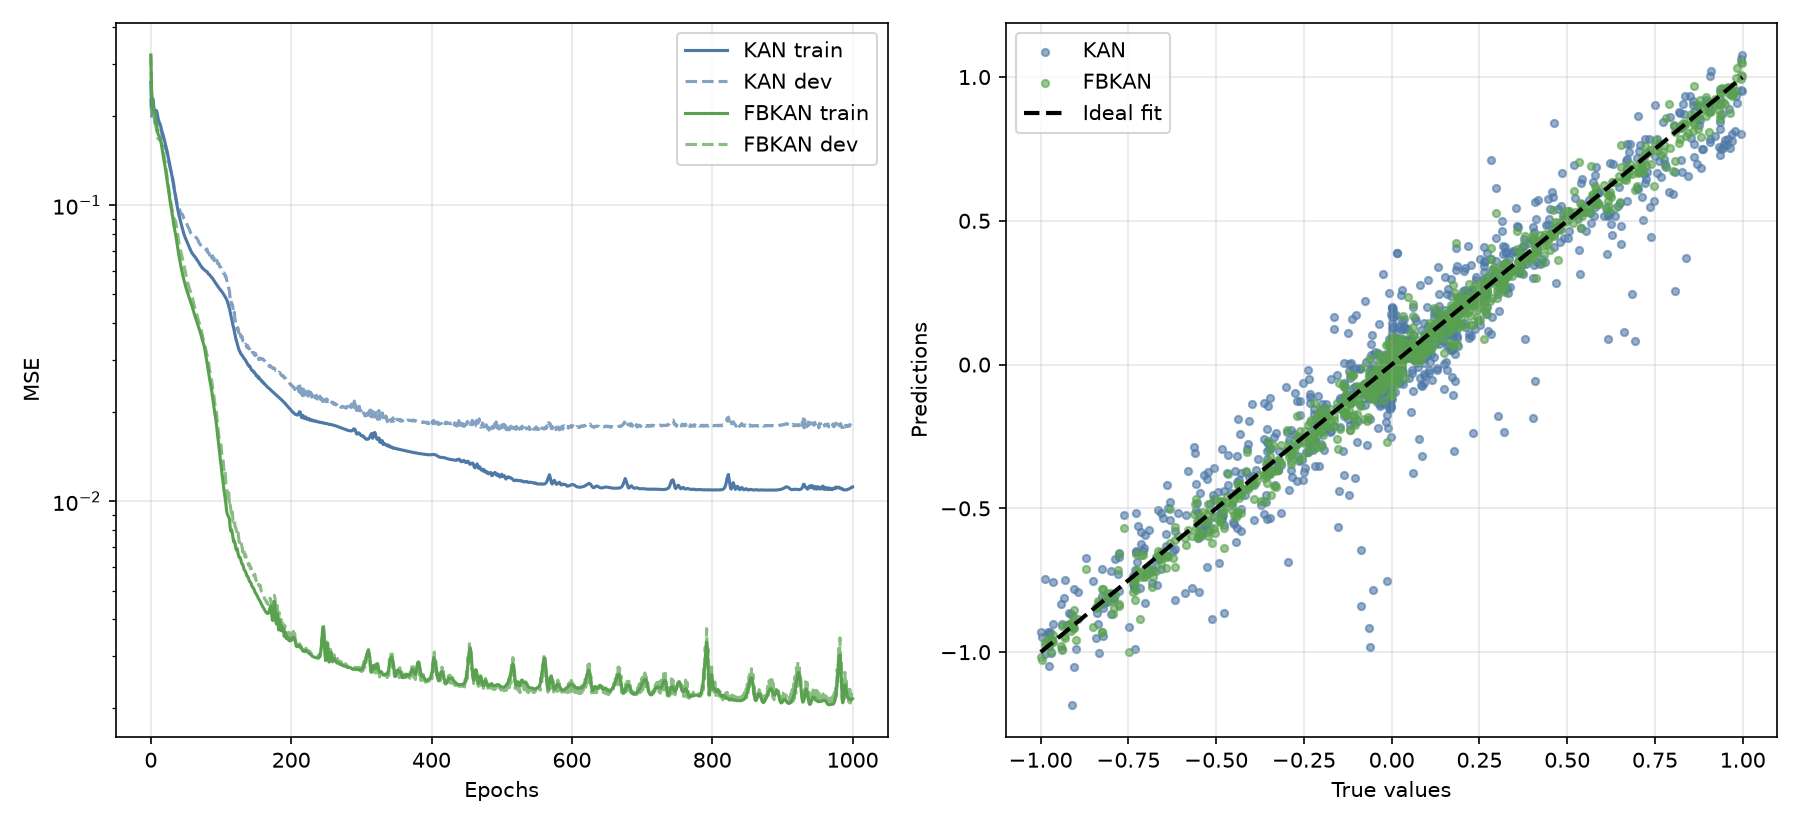 KAN train
KAN dev
FBKAN train
FBKAN dev
MSE
10⁻¹
10⁻²
0 200 400 600 800 1000
Epochs
KAN
FBKAN
Ideal fit
Predictions
1.0
0.5
0.0
−0.5
−1.0
−1.00 −0.75 −0.50 −0.25 0.00 0.25 0.50 0.75 1.00
True values